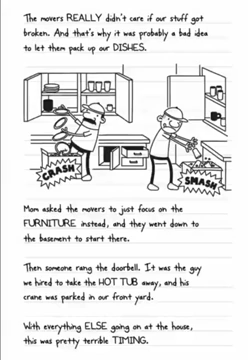 The movers REALLY didn't care if our stuff got
broken. And that's why it was probably a bad idea
to let them pack up our DISHES.
CRASH
SMASH
Mom asked the movers to just focus on the
FURNITURE instead, and they went down to
the basement to start there.
Then someone rang the doorbell. It was the guy
we hired to take the HOT TUB away, and his
crane was parked in our front yard.
With everything ELSE going on at the house,
this was pretty terrible TIMING.